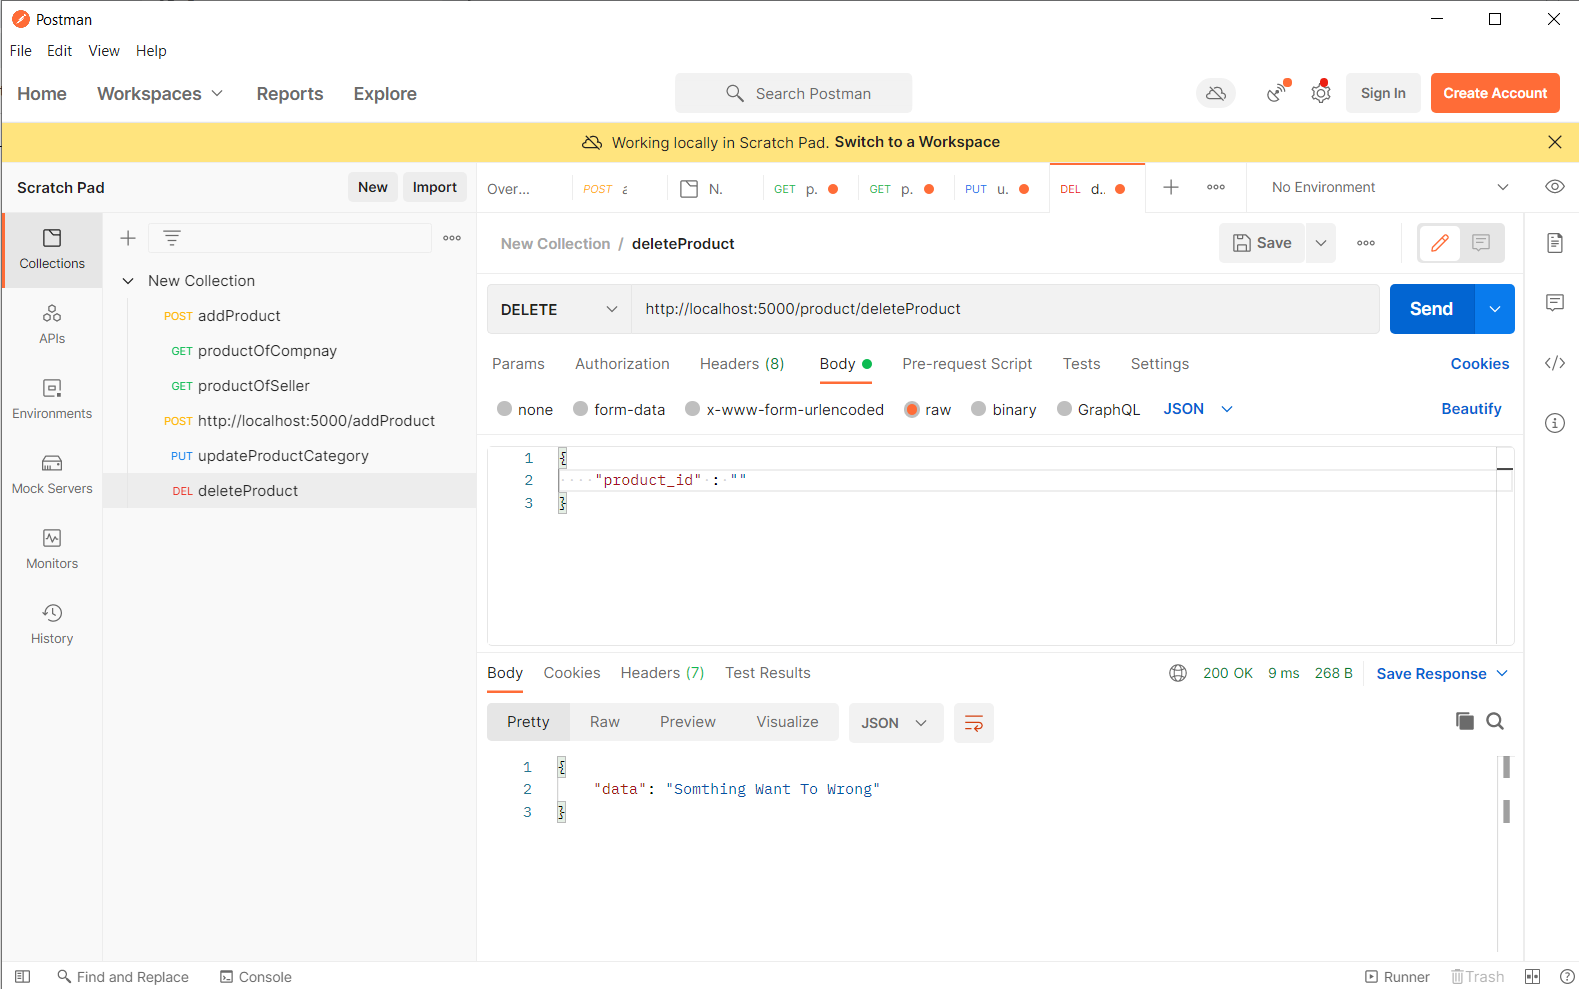 Postman
File Edit View Help
Home Workspaces Reports Explore Search Postman Sign In Create Account
Working locally in Scratch Pad. Switch to a Workspace
Scratch Pad New Import Over... POST N. GET p. GET p. PUT u. DEL d.. No Environment
New Collection / deleteProduct Save
DELETE http://localhost:5000/product/deleteProduct Send
Params Authorization Headers (8) Body Pre-request Script Tests Settings Cookies
none form-data x-www-form-urlencoded raw binary GraphQL JSON Beautify
1 {
2 "product_id" : ""
3 }
Collections
APIs
Environments
Mock Servers
Monitors
History
New Collection
POST addProduct
GET productOfCompnay
GET productOfSeller
POST http://localhost:5000/addProduct
PUT updateProductCategory
DEL deleteProduct
Body Cookies Headers (7) Test Results 200 OK 9 ms 268 B Save Response
Pretty Raw Preview Visualize JSON
1 {
2 "data": "Somthing Want To Wrong"
3 }
Find and Replace Console Runner Trash